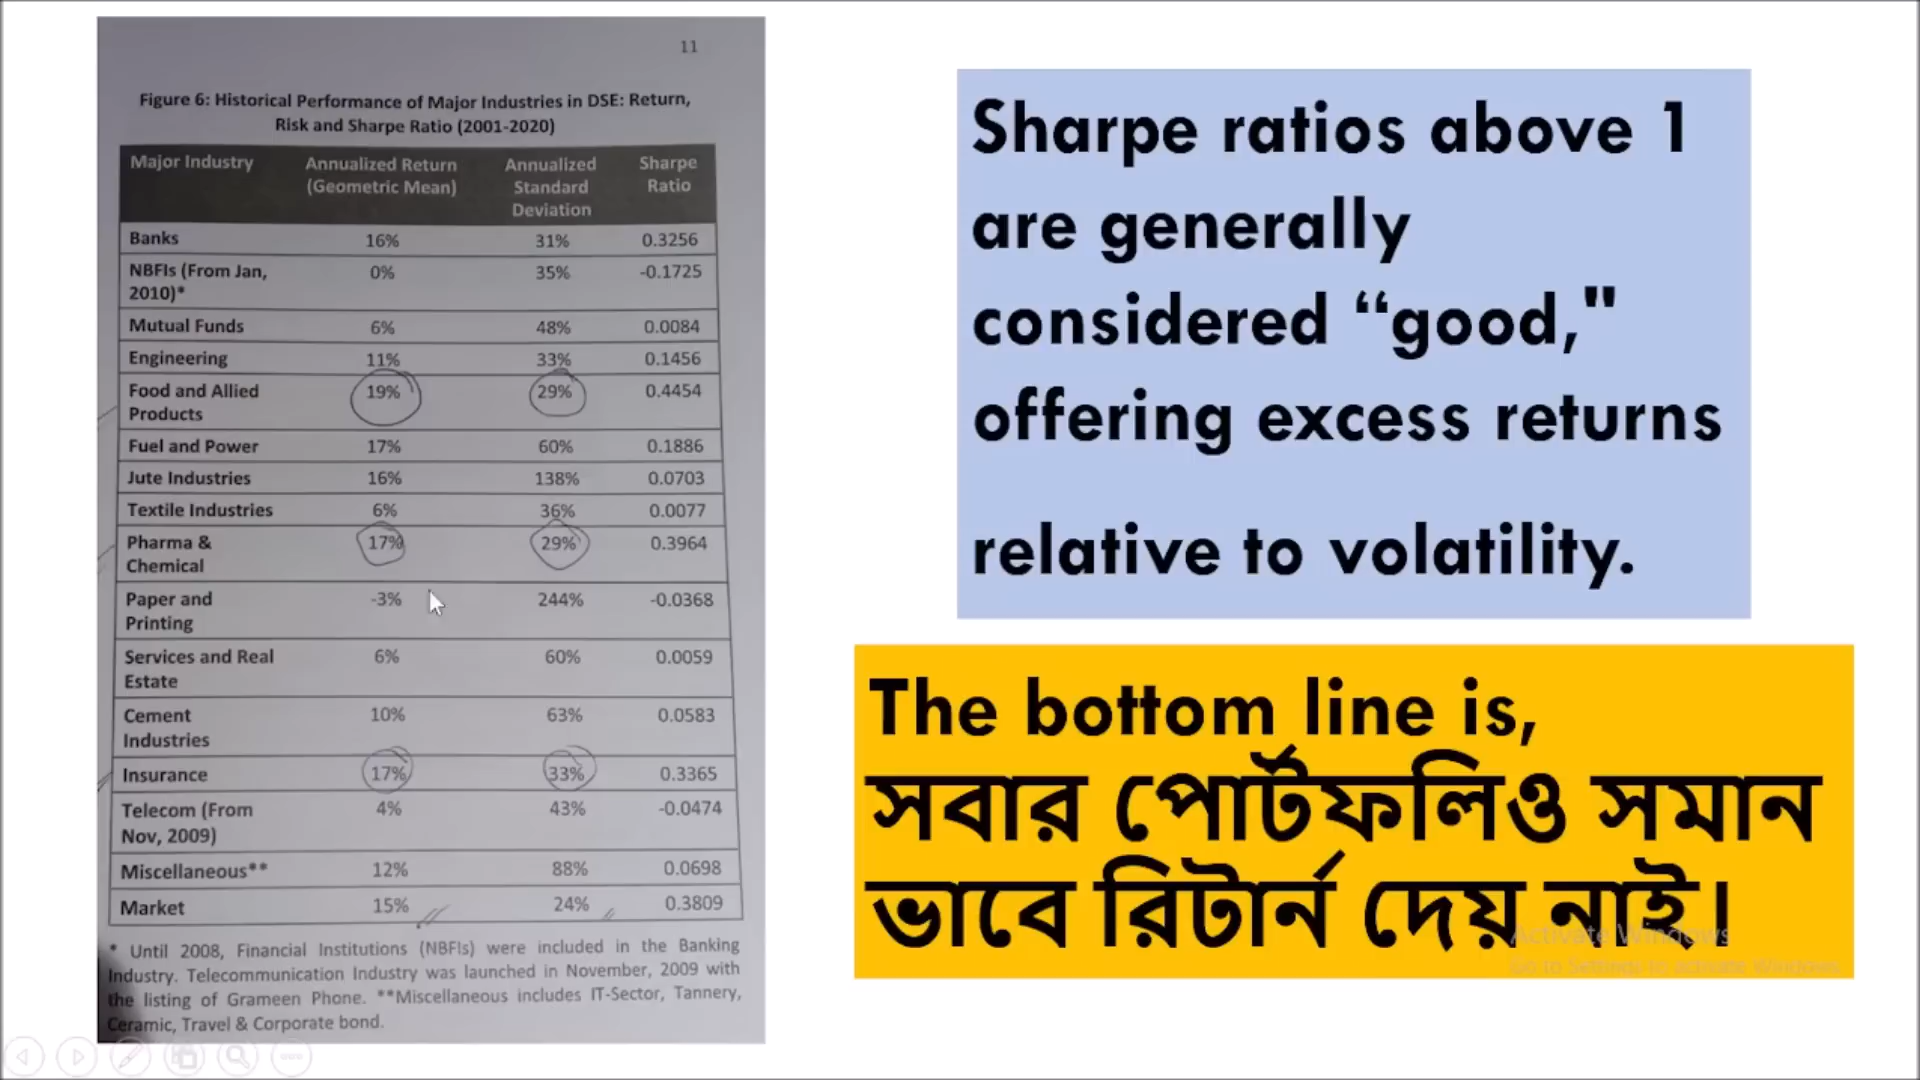 11
Figure 6: Historical Performance of Major Industries in DSE: Return,
Risk and Sharpe Ratio (2001-2020)
Major Industry Annualized Return (Geometric Mean) Annualized Standard Deviation Sharpe Ratio
Banks 16% 31% 0.3256
NBFIs (From Jan, 2010)* 0% 35% -0.1725
Mutual Funds 6% 48% 0.0084
Engineering 11% 33% 0.1456
Food and Allied Products 19% 29% 0.4454
Fuel and Power 17% 60% 0.1886
Jute Industries 16% 138% 0.0703
Textile Industries 6% 36% 0.0077
Pharma & Chemical 17% 29% 0.3964
Paper and Printing -3% 244% -0.0368
Services and Real Estate 6% 60% 0.0059
Cement Industries 10% 63% 0.0583
Insurance 17% 33% 0.3365
Telecom (From Nov, 2009) 4% 43% -0.0474
Miscellaneous** 12% 88% 0.0698
Market 15% 24% 0.3809
* Until 2008, Financial Institutions (NBFIs) were included in the Banking
Industry. Telecommunication Industry was launched in November, 2009 with
the listing of Grameen Phone. **Miscellaneous includes IT-Sector, Tannery,
Ceramic, Travel & Corporate bond.
Sharpe ratios above 1
are generally
considered “good,"
offering excess returns
relative to volatility.
The bottom line is,
সবার পোর্টফলিও সমান
ভাবে রিটার্ন দেয় নাই।
Activate Windows
Go to Settings to activate Windows.